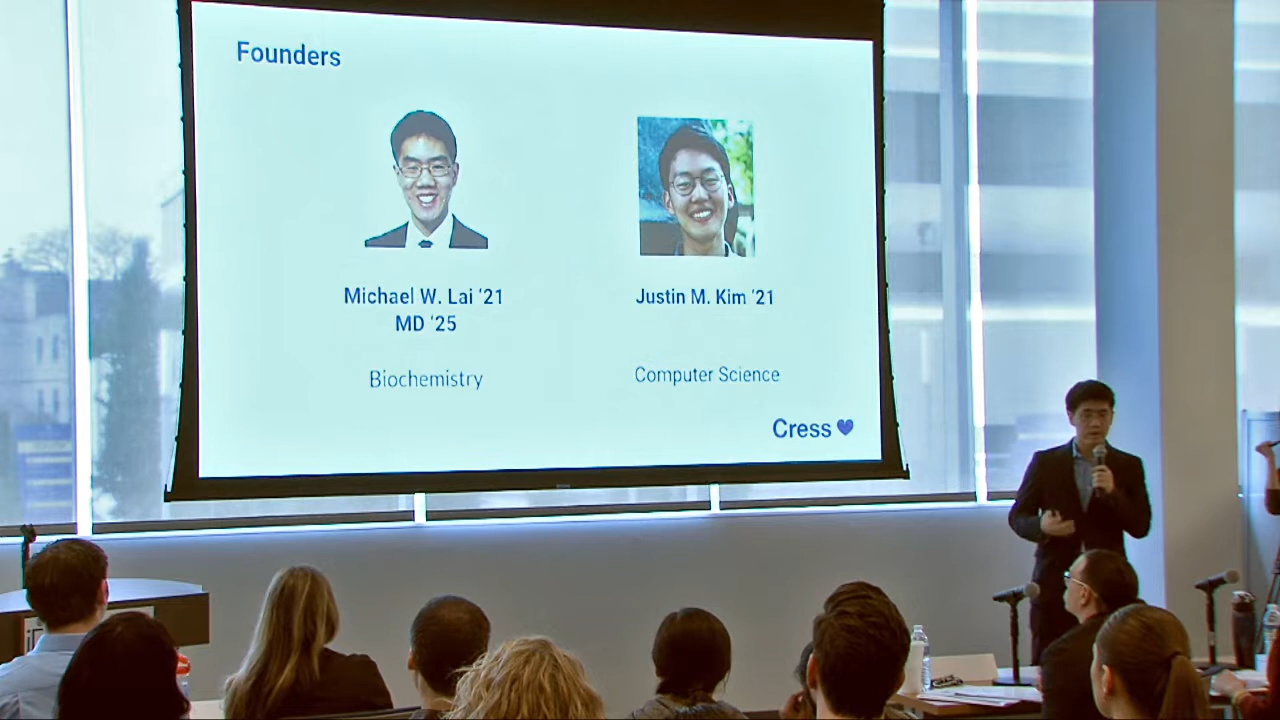 Founders
Michael W. Lai '21
MD '25
Biochemistry
Justin M. Kim '21
Computer Science
Cress